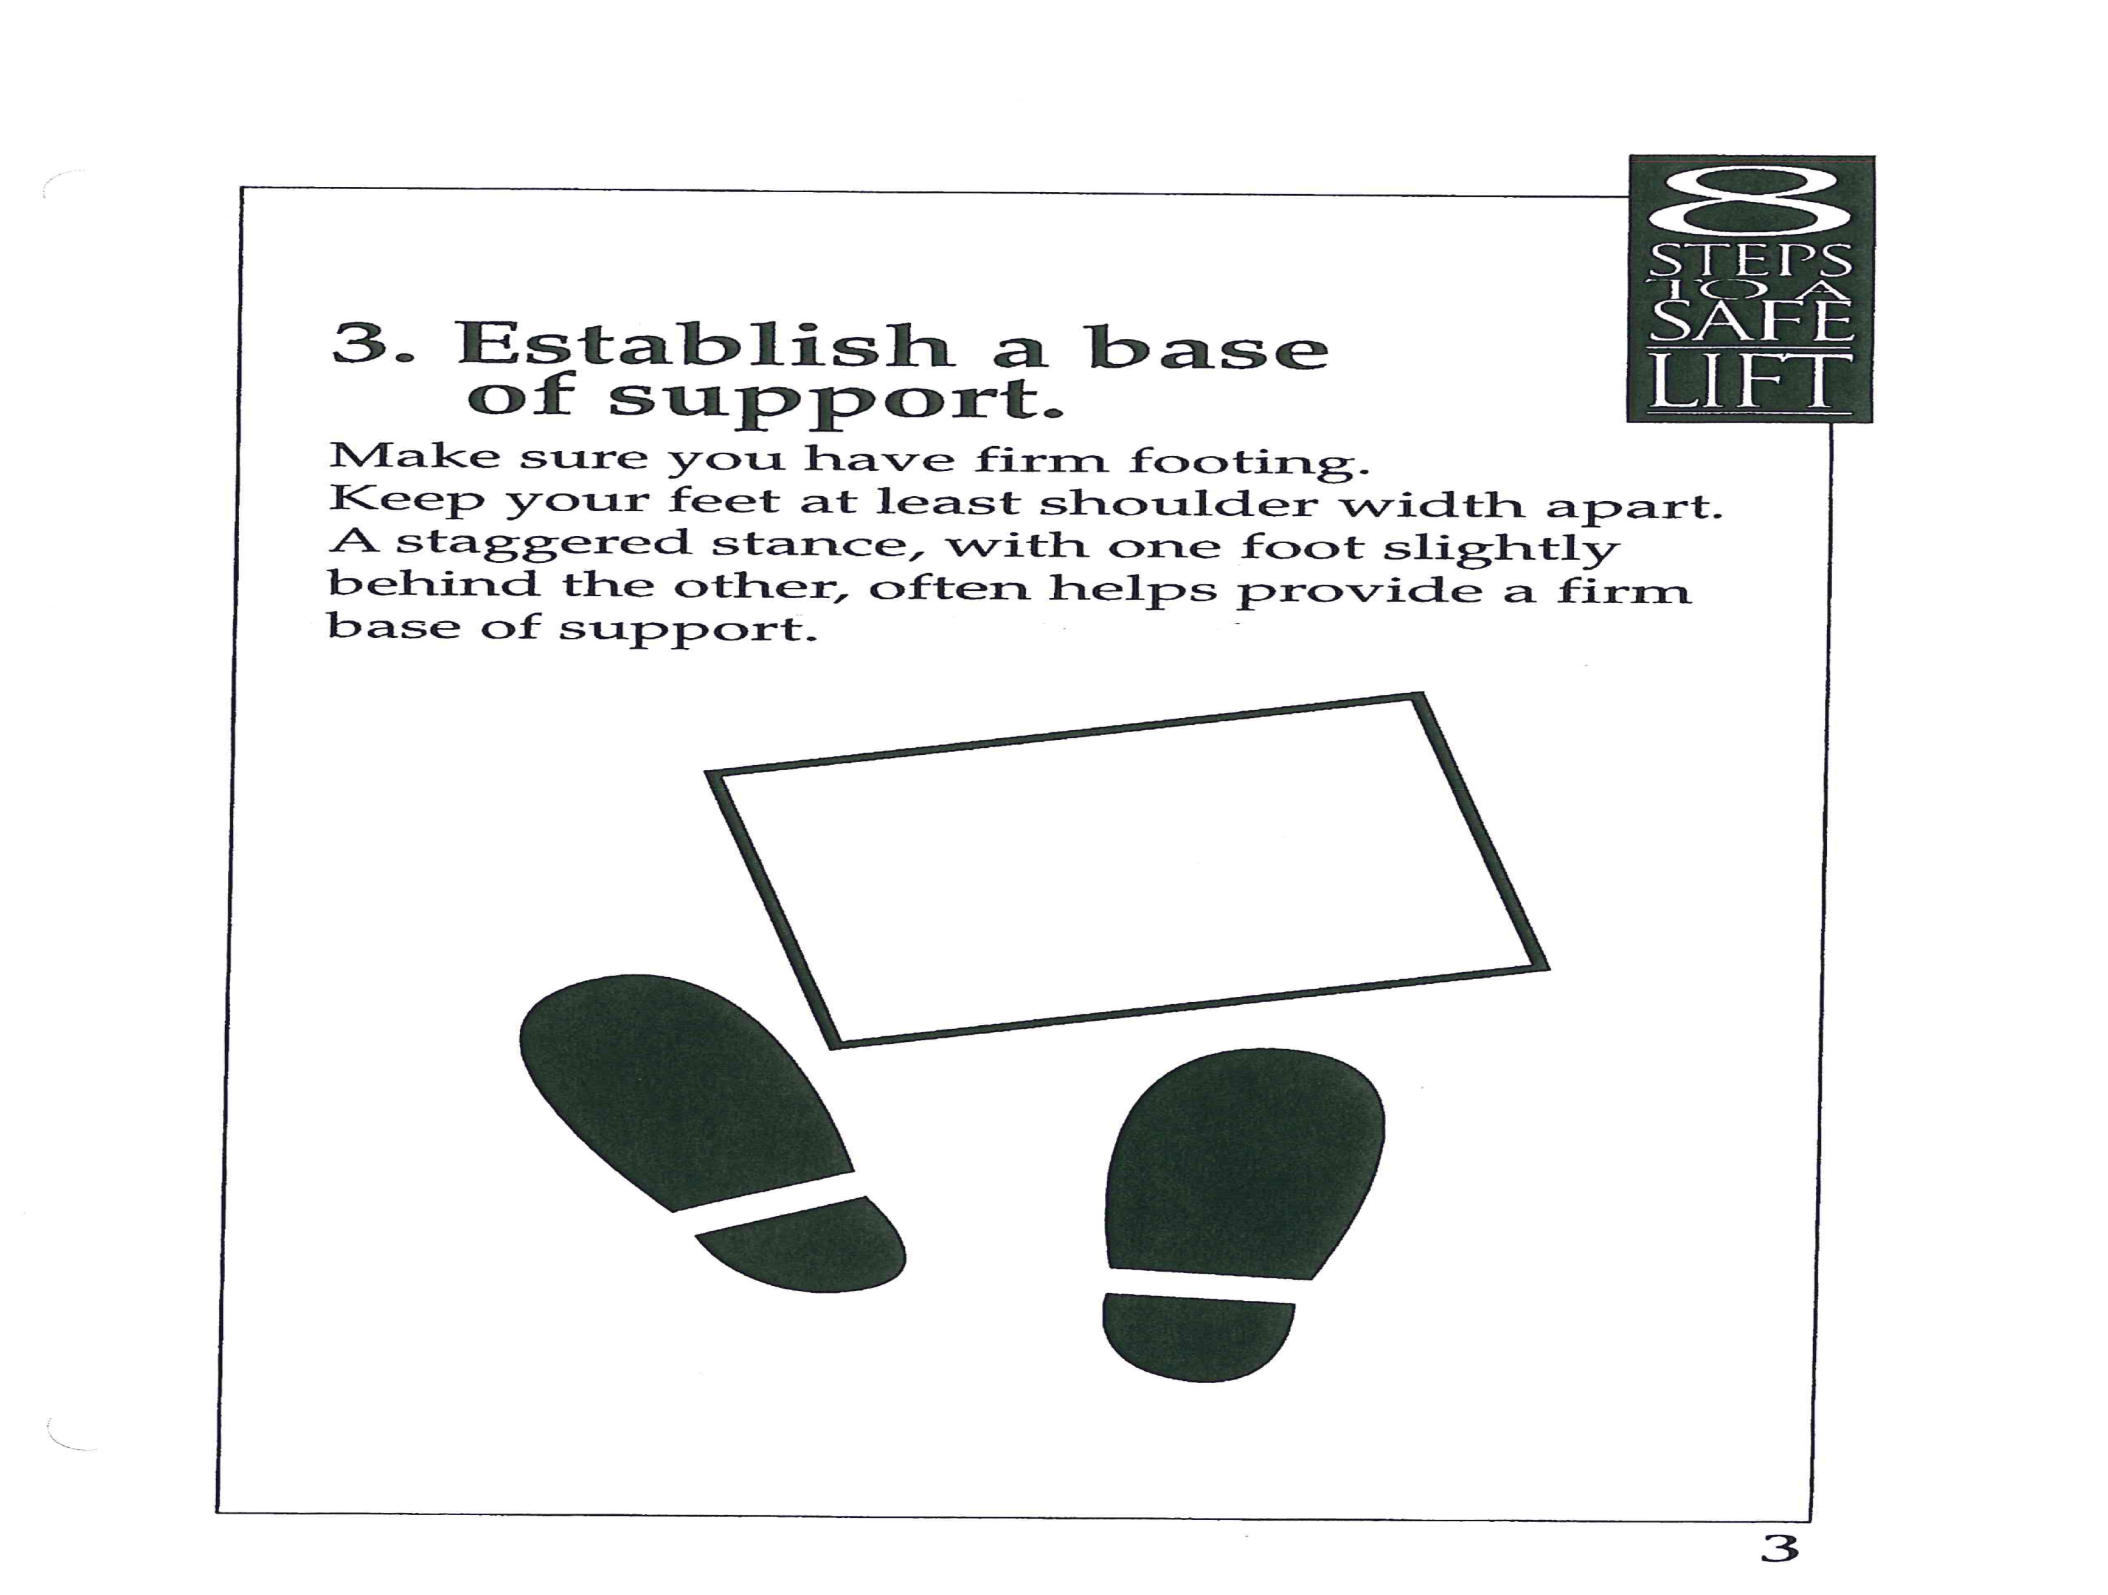 8
STEPS
TO A
SAFE
LIFT
3. Establish a base
of support.
Make sure you have firm footing.
Keep your feet at least shoulder width apart.
A staggered stance, with one foot slightly
behind the other, often helps provide a firm
base of support.
3